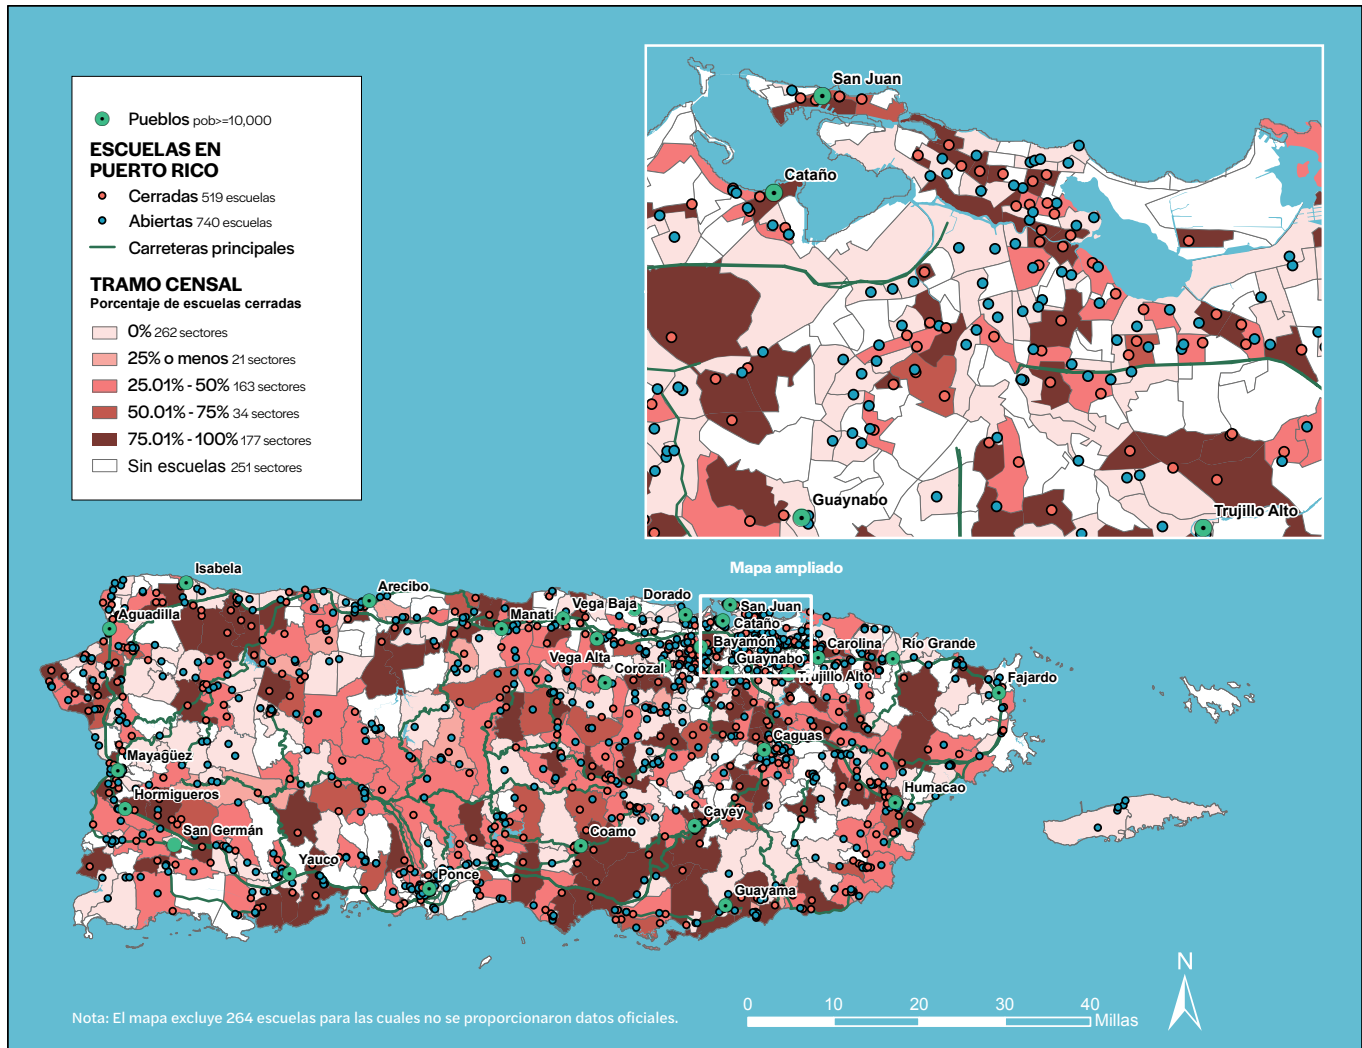 Pueblos pob>=10,000
ESCUELAS EN
PUERTO RICO
Cerradas 519 escuelas
Abiertas 740 escuelas
Carreteras principales
TRAMO CENSAL
Porcentaje de escuelas cerradas
0% 262 sectores
25% o menos 21 sectores
25.01% - 50% 163 sectores
50.01% - 75% 34 sectores
75.01% - 100% 177 sectores
Sin escuelas 251 sectores
San Juan
Cataño
Guaynabo
Trujillo Alto
Mapa ampliado
Isabela
Arecibo
Aguadilla
Manatí
Vega Baja
Dorado
San Juan
Cataño
Bayamón
Guaynabo
Carolina
Río Grande
Vega Alta
Corozal
Trujillo Alto
Fajardo
Mayagüez
Caguas
Hormigueros
Humacao
San Germán
Coamo
Cayey
Yauco
Ponce
Guayama
N
0 10 20 30 40
Millas
Nota: El mapa excluye 264 escuelas para las cuales no se proporcionaron datos oficiales.